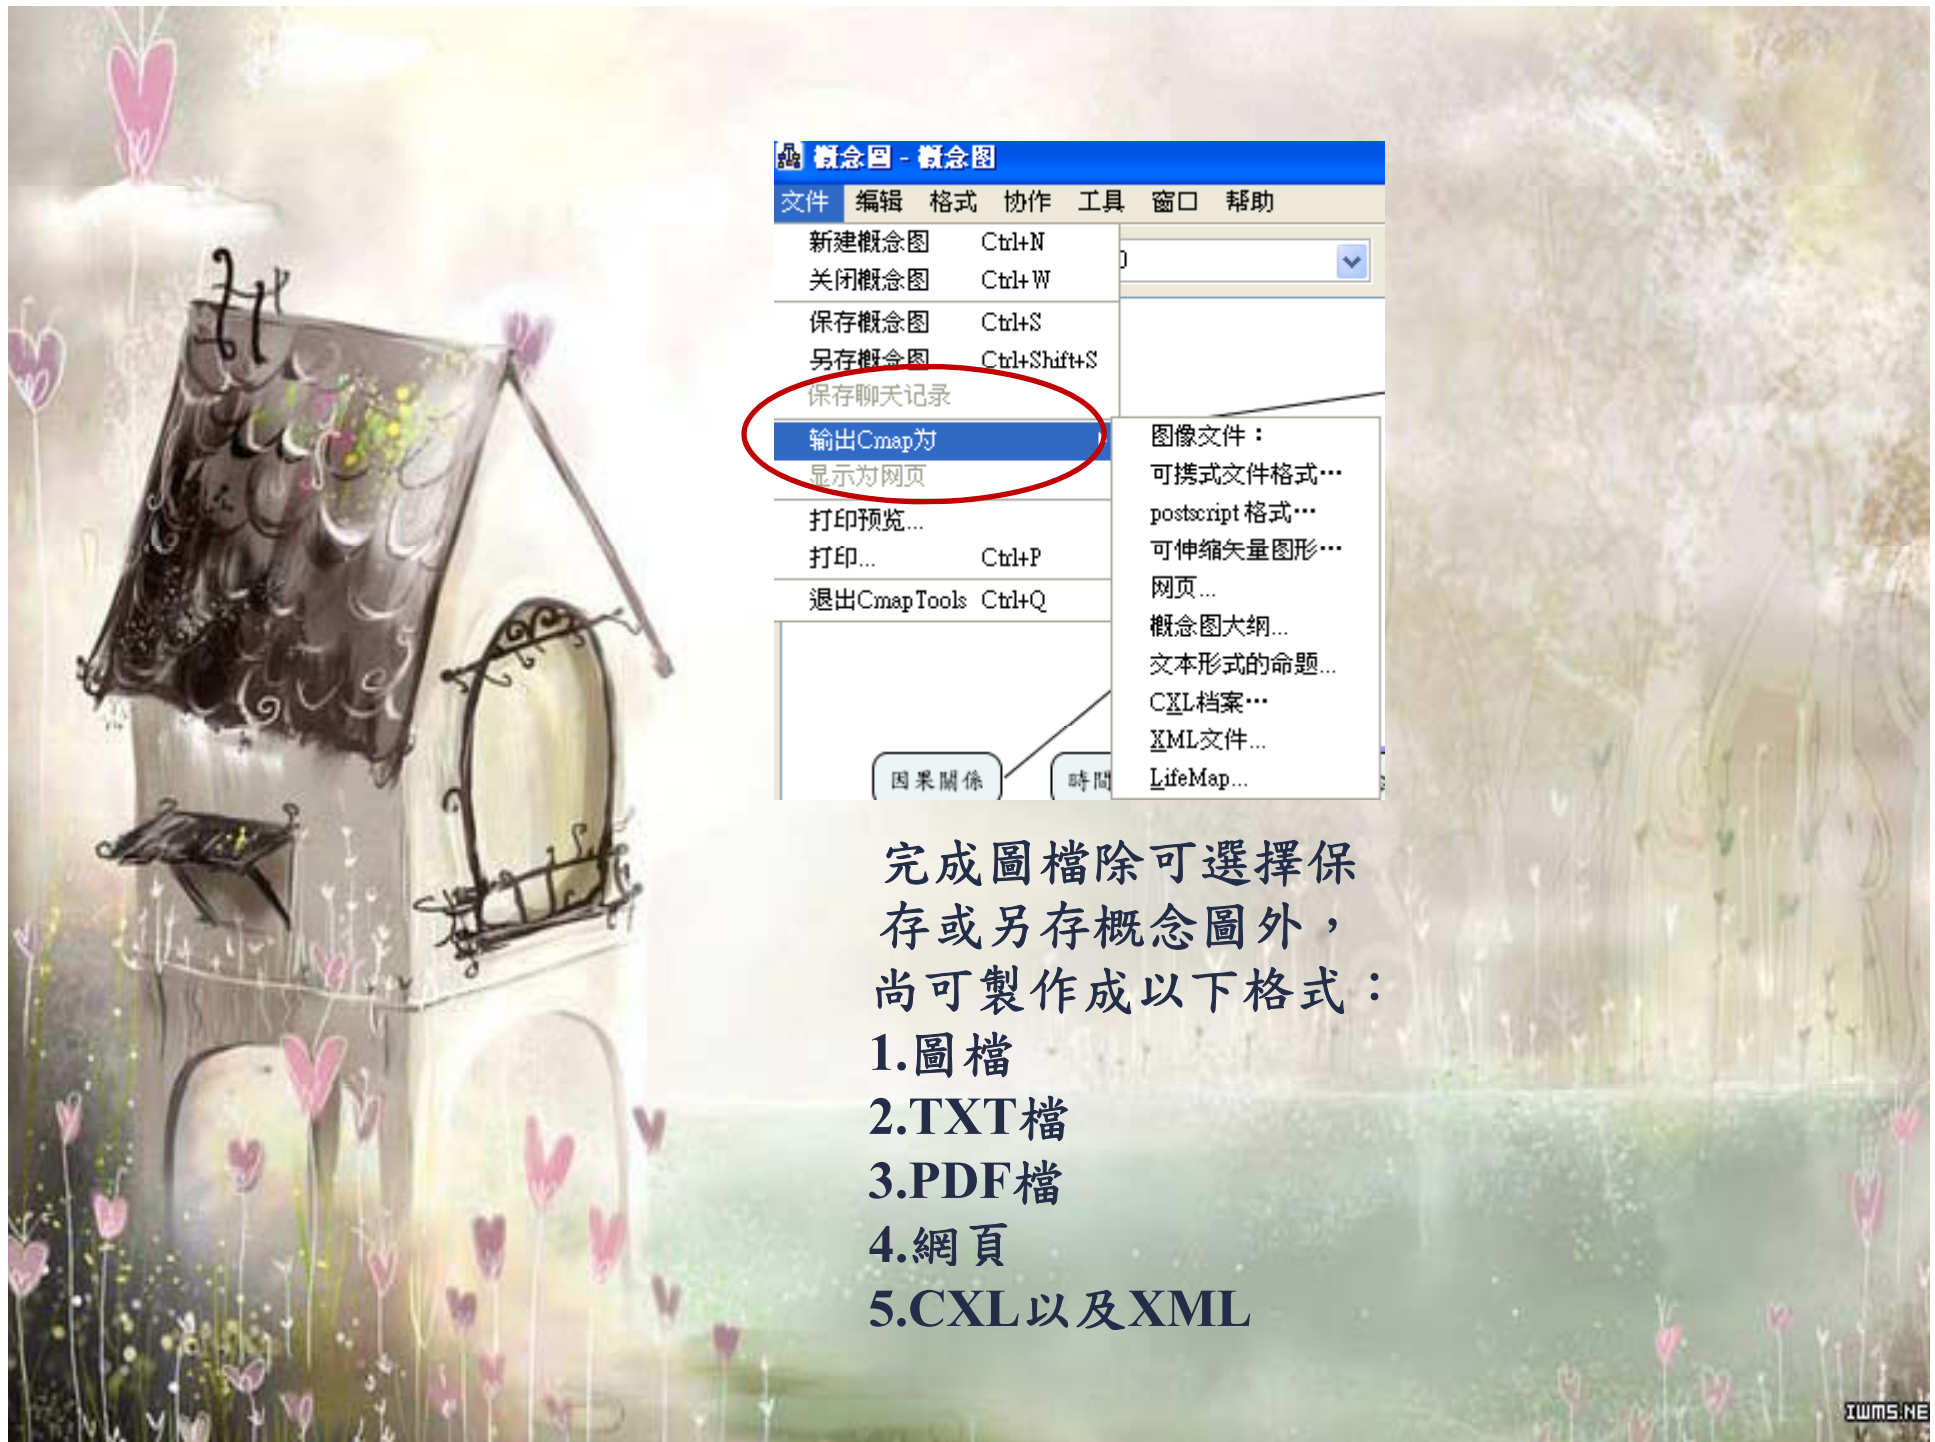 概念图 - 概念图
文件 编辑 格式 协作 工具 窗口 帮助
新建概念图 Ctrl+N
关闭概念图 Ctrl+W
保存概念图 Ctrl+S
另存概念图 Ctrl+Shift+S
保存聊天记录
输出Cmap为
显示为网页
打印预览...
打印... Ctrl+P
退出CmapTools Ctrl+Q
图像文件：
可携式文件格式…
postscript 格式…
可伸缩矢量图形…
网页...
概念图大纲...
文本形式的命题...
CXL档案…
XML文件...
LifeMap...
因果關係
時間
完成圖檔除可選擇保
存或另存概念圖外，
尚可製作成以下格式：
1.圖檔
2.TXT檔
3.PDF檔
4.網頁
5.CXL以及XML
IWMS.NE